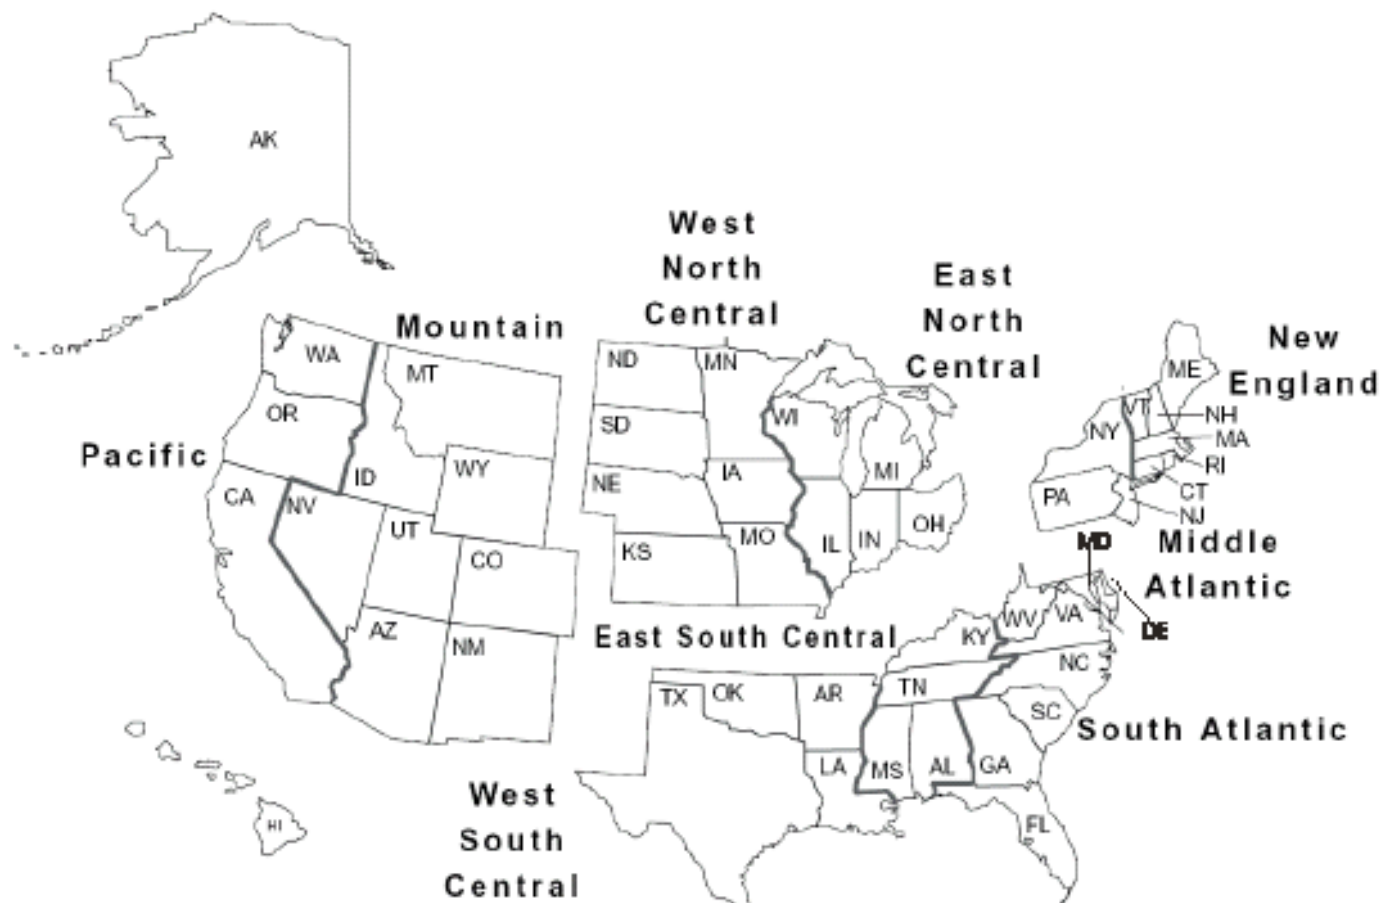 AK
West
North
Central
East
North
Central
New
England
Mountain
Pacific
WA
OR
CA
MT
ID
WY
NV
UT
CO
AZ
NM
HI
ND
MN
SD
NE
IA
KS
MO
WI
MI
IL
IN
OH
ME
VT
NH
NY
MA
RI
CT
PA
NJ
Middle
Atlantic
MD
DE
East South Central
KY
WV
VA
NC
TN
SC
South Atlantic
TX
OK
AR
LA
MS
AL
GA
FL
West
South
Central